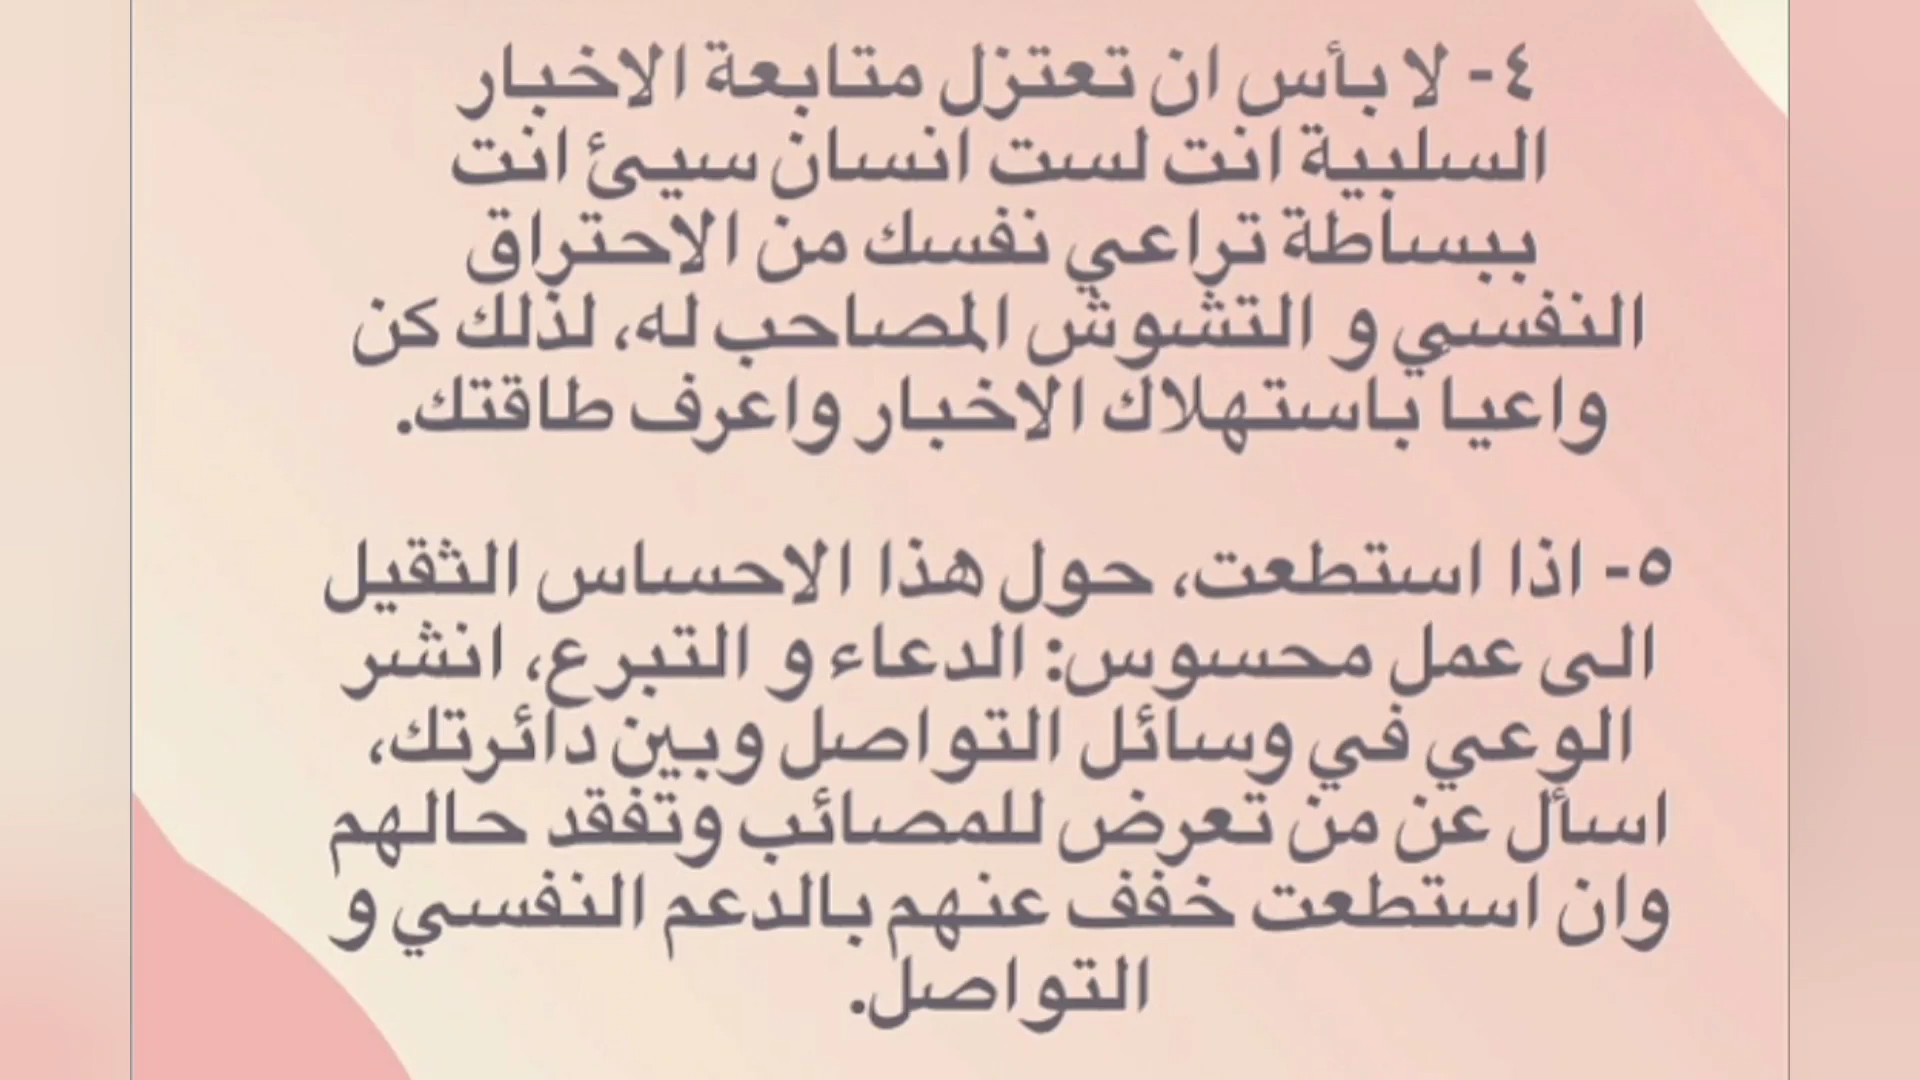 ٤- لا بأس ان تعتزل متابعة الاخبار
السلبية انت لست انسان سيئ انت
ببساطة تراعي نفسك من الاحتراق
النفسي و التشوش المصاحب له، لذلك كن
واعيا باستهلاك الاخبار واعرف طاقتك.
٥- اذا استطعت، حول هذا الاحساس الثقيل
الى عمل محسوس: الدعاء و التبرع، انشر
الوعي في وسائل التواصل وبين دائرتك،
اسأل عن من تعرض للمصائب وتفقد حالهم
وان استطعت خفف عنهم بالدعم النفسي و
التواصل.